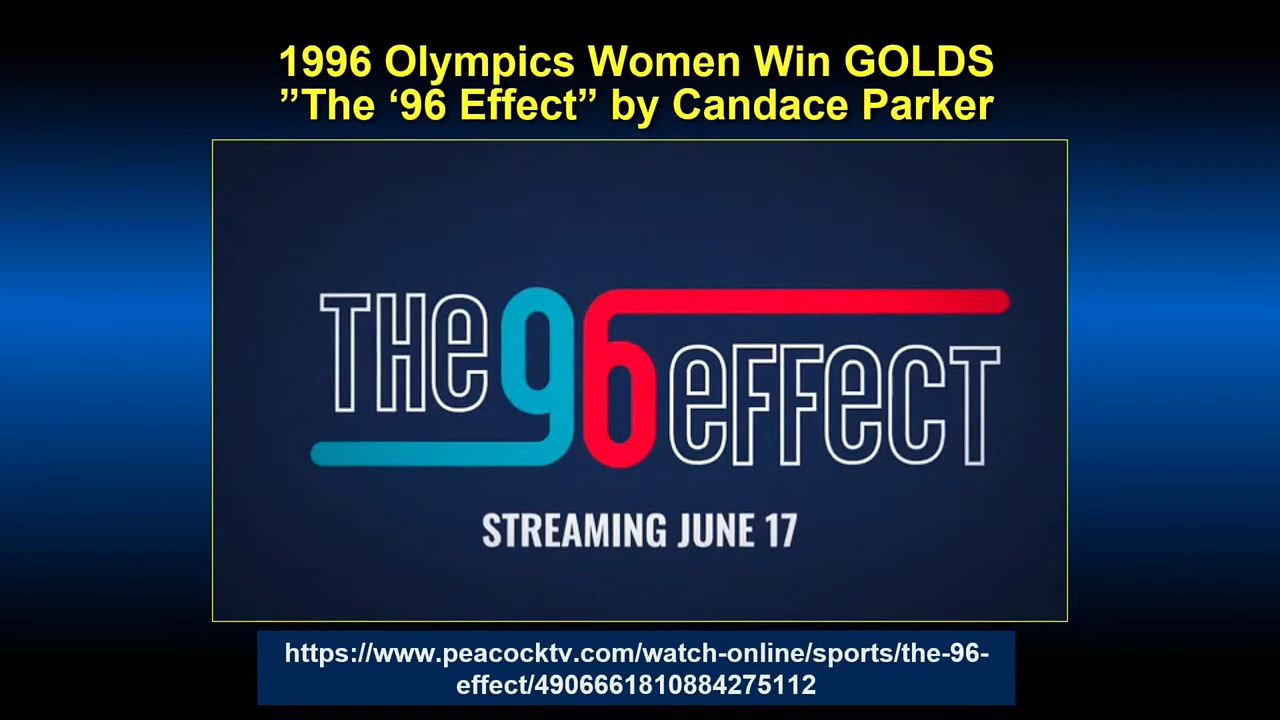 1996 Olympics Women Win GOLDS
”The ‘96 Effect” by Candace Parker
THe 96 eFFeCT
STREAMING JUNE 17
https://www.peacocktv.com/watch-online/sports/the-96-
effect/4906661810884275112